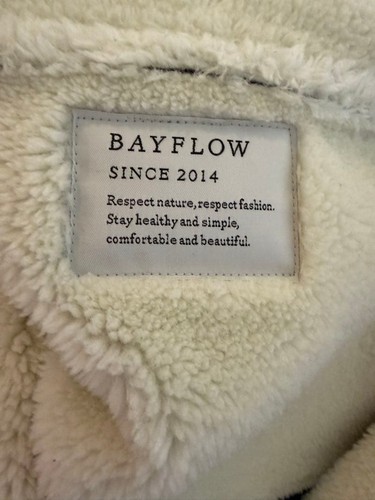 BAYFLOW
SINCE 2014
Respect nature, respect fashion.
Stay healthy and simple,
comfortable and beautiful.